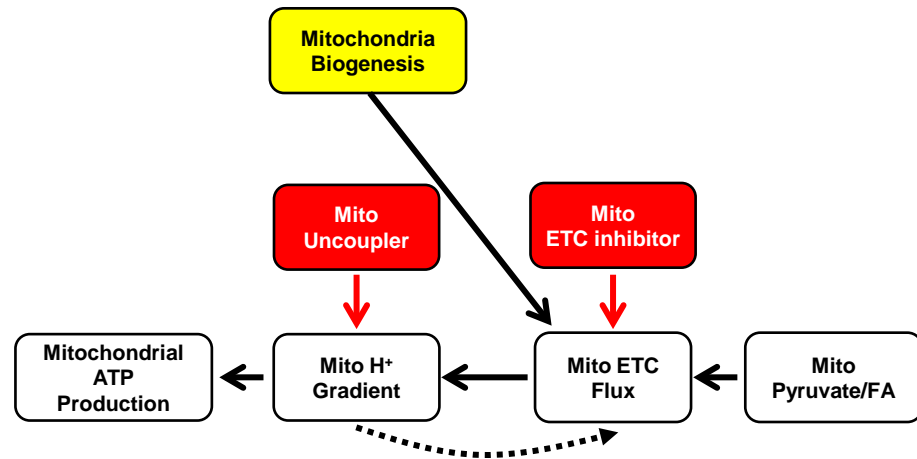 Mitochondria
Biogenesis
Mito
Uncoupler
Mito
ETC inhibitor
Mitochondrial
ATP
Production
Mito H⁺
Gradient
Mito ETC
Flux
Mito
Pyruvate/FA